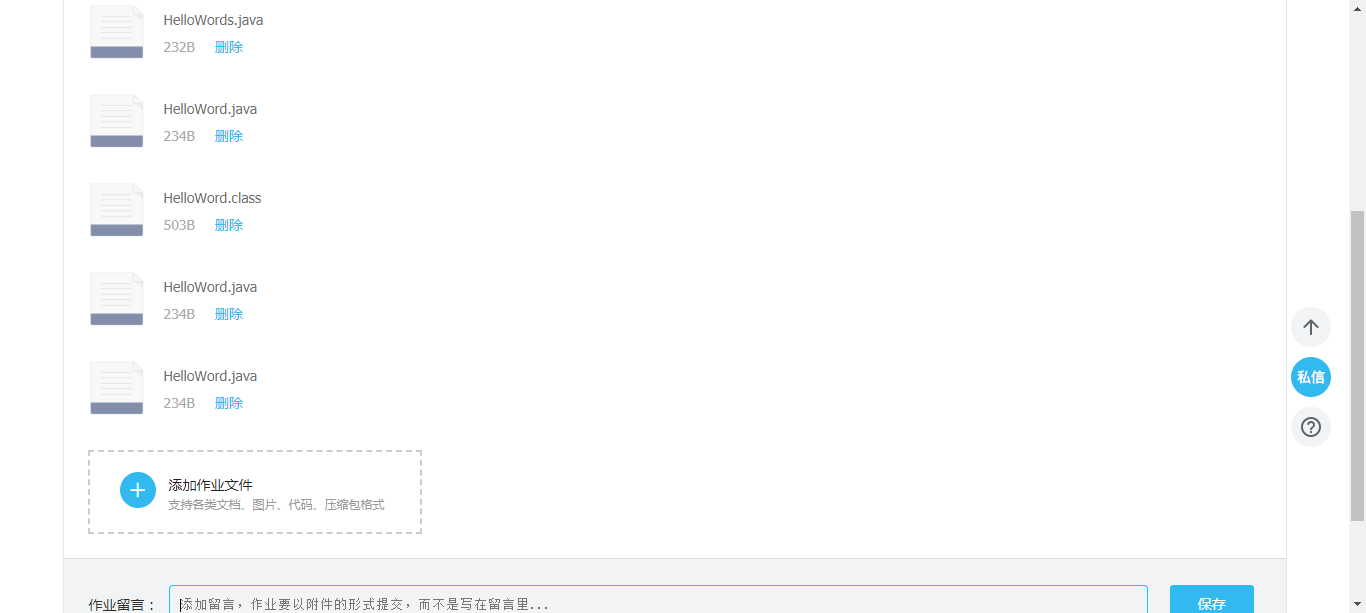 HelloWords.java
232B 删除
HelloWord.java
234B 删除
HelloWord.class
503B 删除
HelloWord.java
234B 删除
HelloWord.java
234B 删除
私信
添加作业文件
支持各类文档、图片、代码、压缩包格式
作业留言： 添加留言，作业要以附件的形式提交，而不是写在留言里... 保存